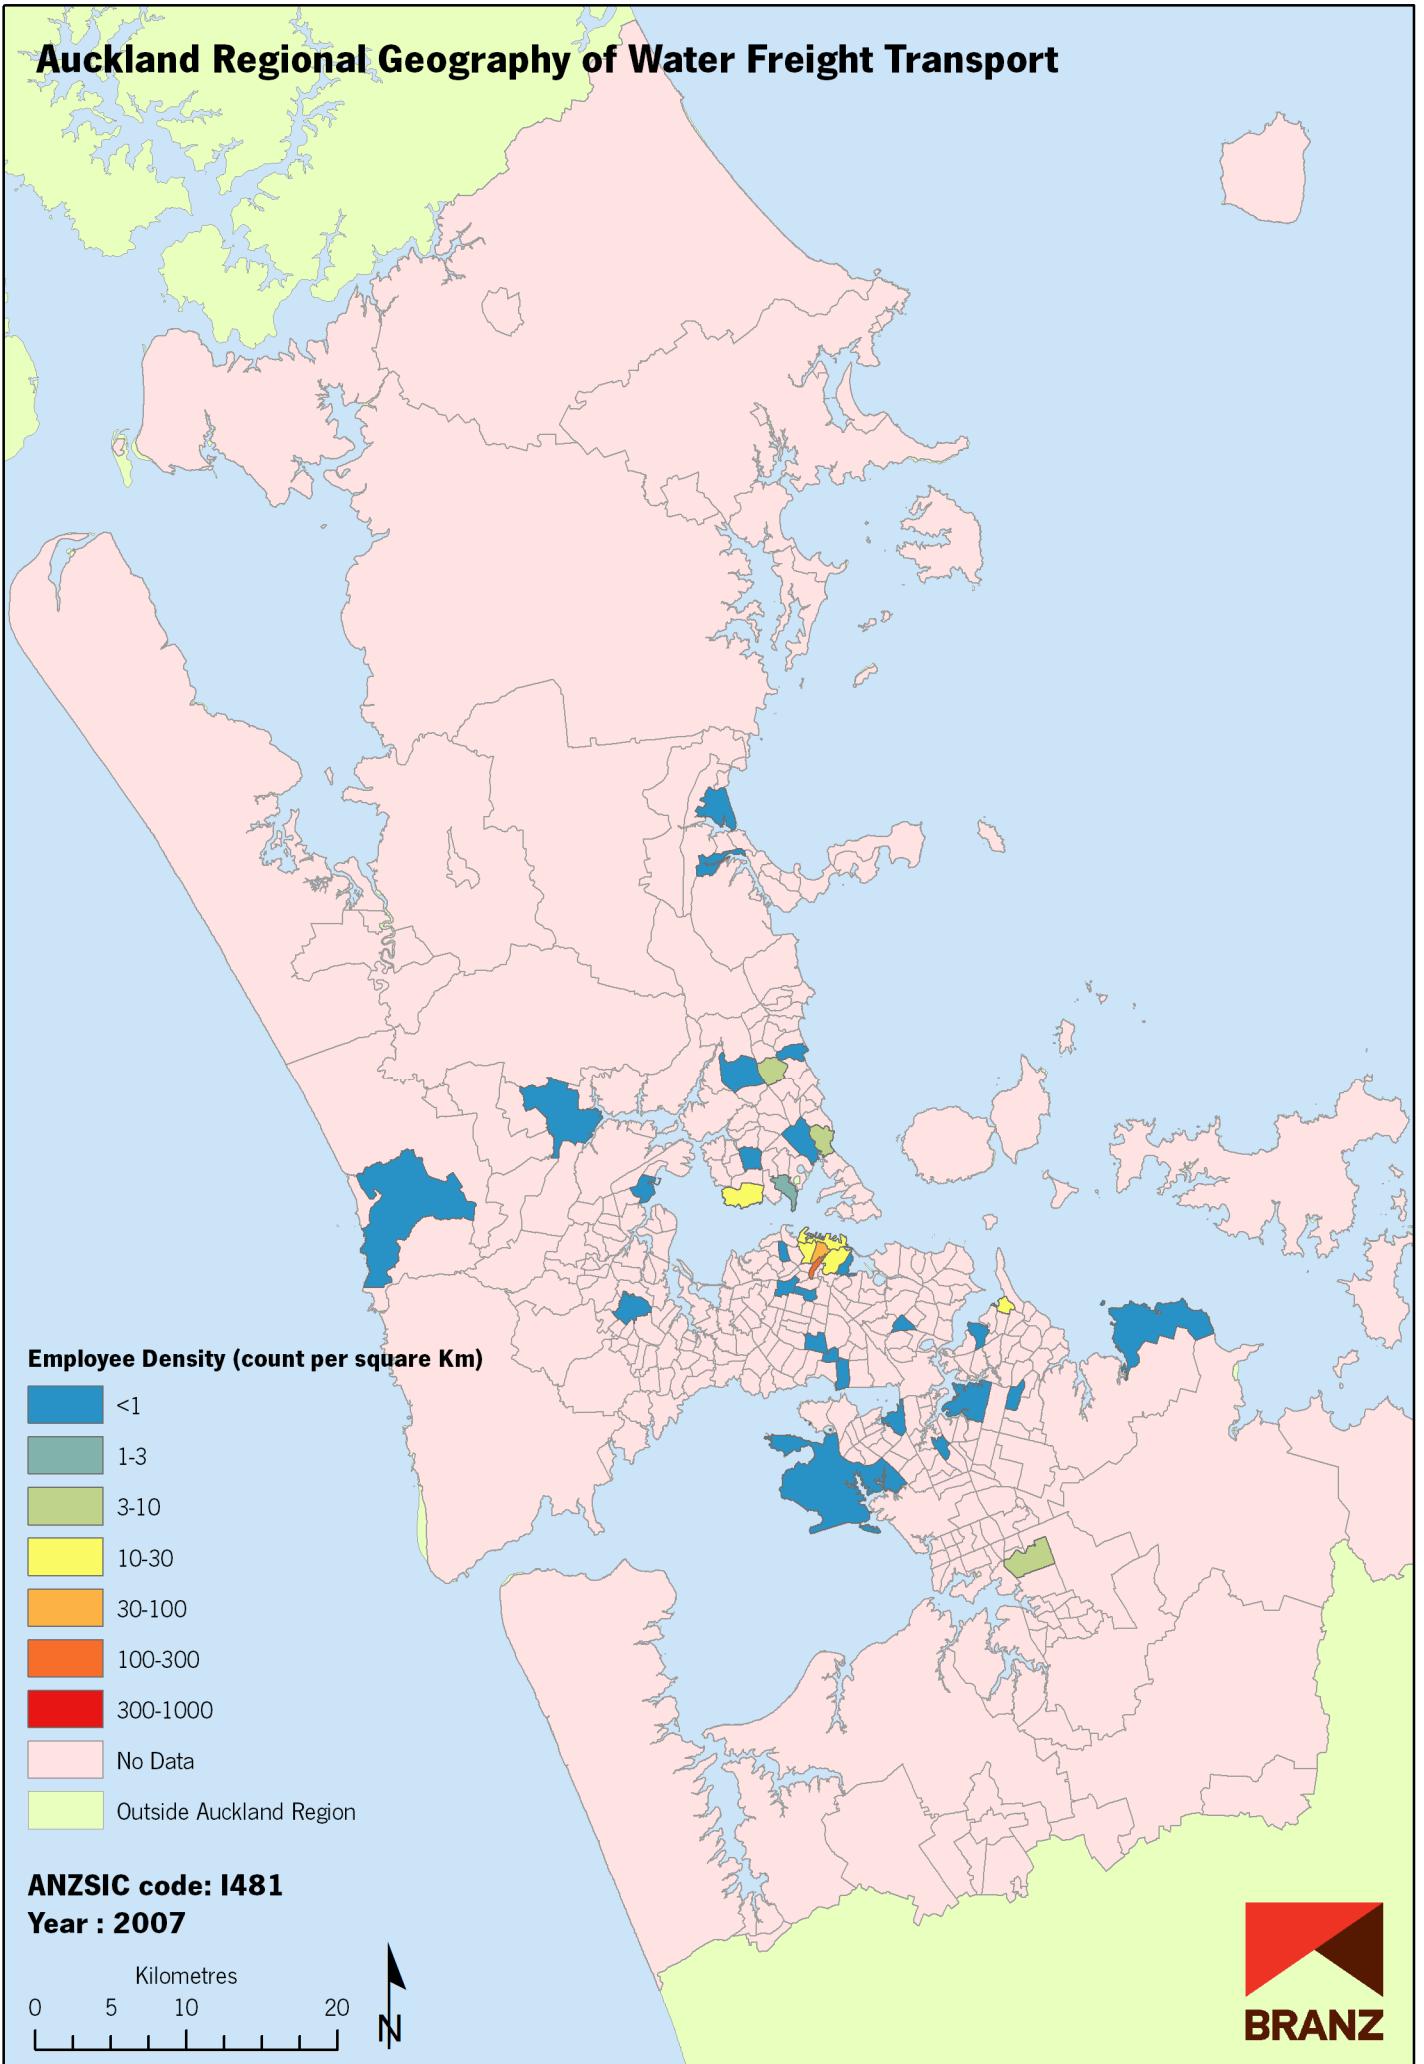 Auckland Regional Geography of Water Freight Transport
Employee Density (count per square Km)
<1
1-3
3-10
10-30
30-100
100-300
300-1000
No Data
Outside Auckland Region
ANZSIC code: I481
Year : 2007
Kilometres
0 5 10 20
N
BRANZ